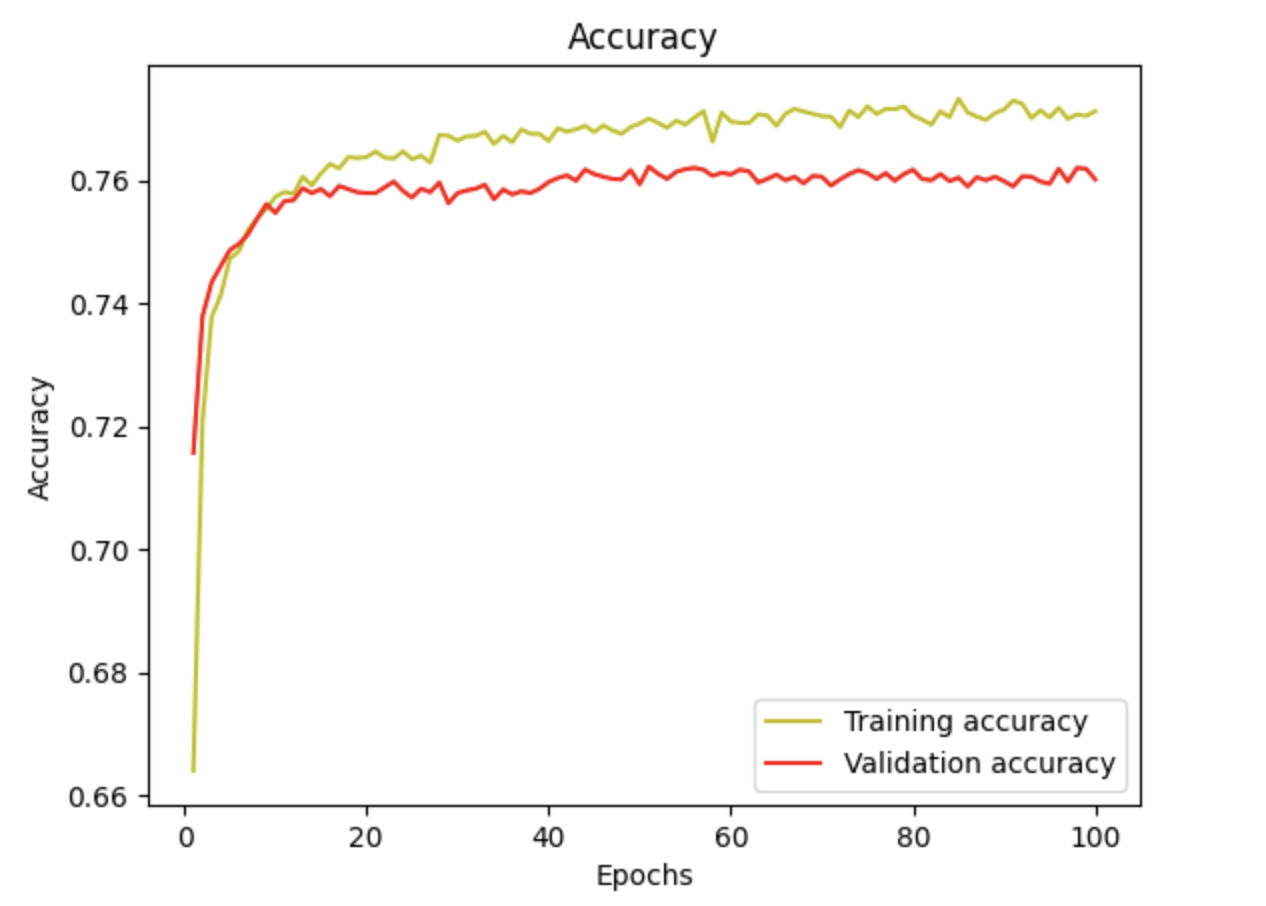 Accuracy
0.76
0.74
0.72
0.70
0.68
0.66
Accuracy
Training accuracy
Validation accuracy
0 20 40 60 80 100
Epochs